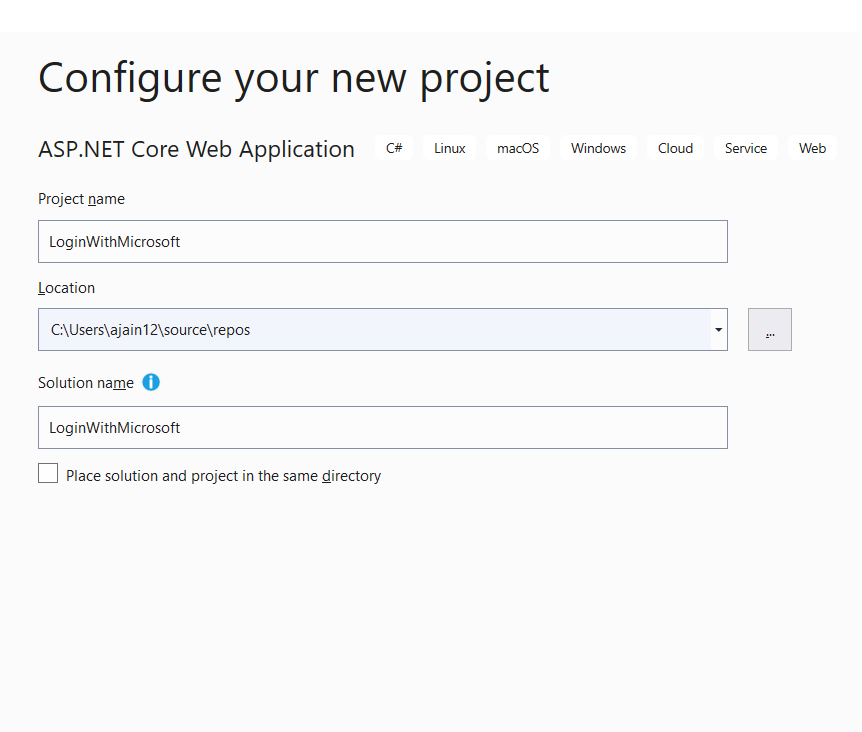 Configure your new project
ASP.NET Core Web Application C# Linux macOS Windows Cloud Service Web
Project name
LoginWithMicrosoft
Location
C:\Users\ajain12\source\repos
...
Solution name
LoginWithMicrosoft
Place solution and project in the same directory